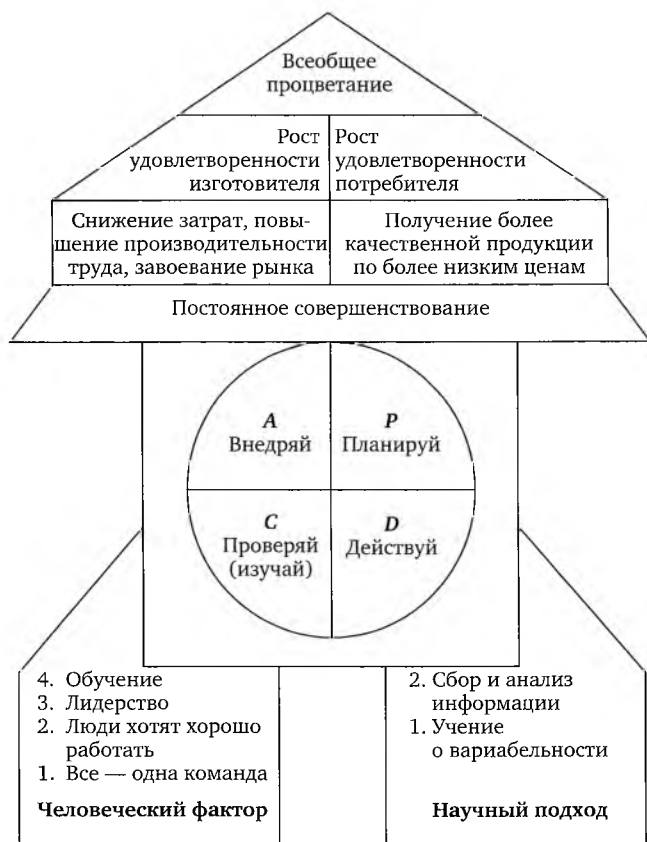 Всеобщее
процветание
Рост
удовлетворенности
изготовителя
Рост
удовлетворенности
потребителя
Снижение затрат, повы-
шение производительности
труда, завоевание рынка
Получение более
качественной продукции
по более низким ценам
Постоянное совершенствование
A
Внедряй
P
Планируй
C
Проверяй
(изучай)
D
Действуй
4. Обучение
3. Лидерство
2. Люди хотят хорошо
работать
1. Все — одна команда
Человеческий фактор
2. Сбор и анализ
информации
1. Учение
о вариабельности
Научный подход